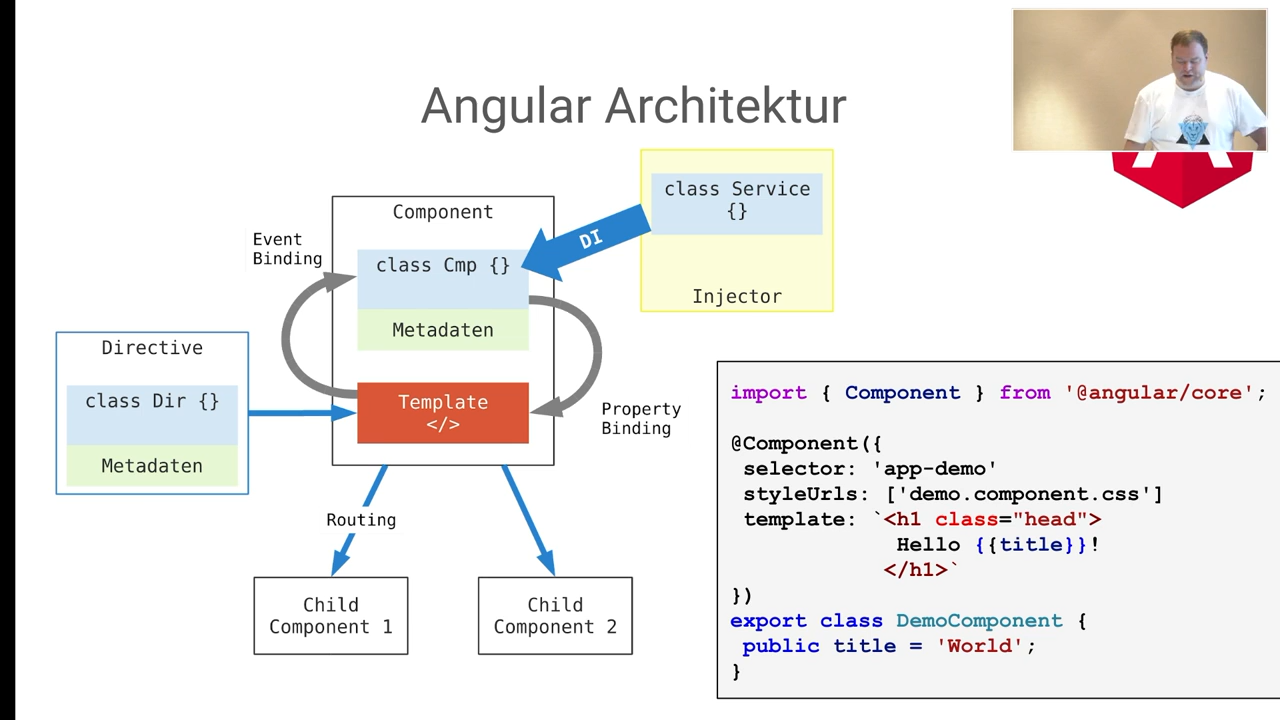 Angular Architektur
class Service
{}
Injector
DI
Component
class Cmp {}
Metadaten
Template
</>
Event
Binding
Property
Binding
Directive
class Dir {}
Metadaten
Routing
Child
Component 1
Child
Component 2
import { Component } from '@angular/core';
@Component({
selector: 'app-demo'
styleUrls: ['demo.component.css']
template: `<h1 class="head">
Hello {{title}}!
</h1>`
})
export class DemoComponent {
public title = 'World';
}